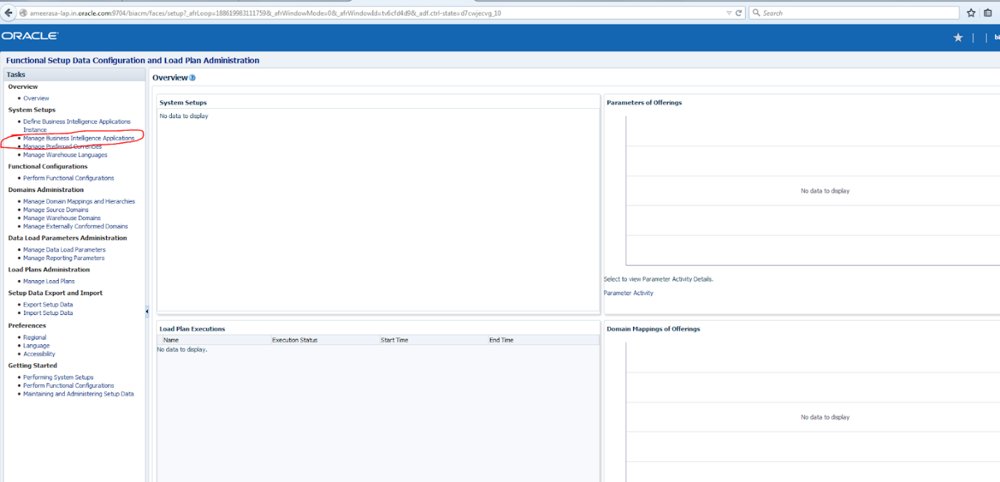 ameerasa-lap.in.oracle.com:9704/biacm/faces/setup?_afrLoop=188619983111759&_afrWindowMode=0&_afrWindowId=tv6cfd4d9&_adf.ctrl-state=d7cwjecvg_10
Search
ORACLE
bi
Functional Setup Data Configuration and Load Plan Administration
Tasks
Overview
Overview
System Setups
Define Business Intelligence Applications
Instance
Manage Business Intelligence Applications
Manage Preferred Currencies
Manage Warehouse Languages
Functional Configurations
Perform Functional Configurations
Domains Administration
Manage Domain Mappings and Hierarchies
Manage Source Domains
Manage Warehouse Domains
Manage Externally Conformed Domains
Data Load Parameters Administration
Manage Data Load Parameters
Manage Reporting Parameters
Load Plans Administration
Manage Load Plans
Setup Data Export and Import
Export Setup Data
Import Setup Data
Preferences
Regional
Language
Accessibility
Getting Started
Performing System Setups
Perform Functional Configurations
Maintaining and Administering Setup Data
Overview
System Setups
No data to display
Parameters of Offerings
No data to display
Select to view Parameter Activity Details.
Parameter Activity
Load Plan Executions
Name Execution Status Start Time End Time
No data to display.
Domain Mappings of Offerings
No data to display